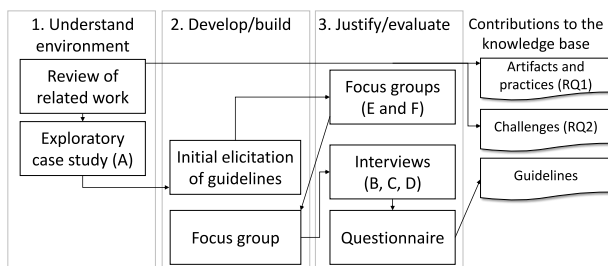 1. Understand
environment
Review of
related work
Exploratory
case study (A)
2. Develop/build
Initial elicitation
of guidelines
Focus group
3. Justify/evaluate
Focus groups
(E and F)
Interviews
(B, C, D)
Questionnaire
Contributions to the
knowledge base
Artifacts and
practices (RQ1)
Challenges (RQ2)
Guidelines